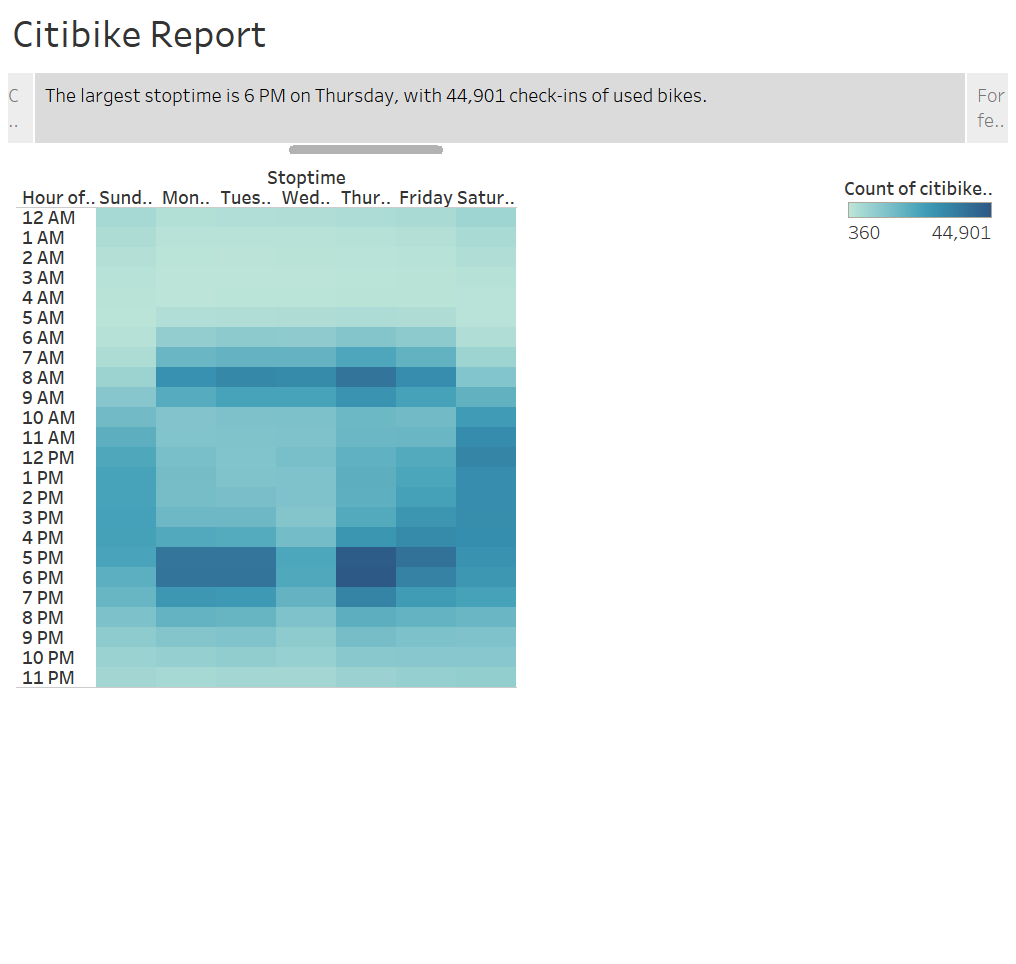 Citibike Report
C
..
The largest stoptime is 6 PM on Thursday, with 44,901 check-ins of used bikes.
For
fe..
Stoptime
Hour of.. Sund.. Mon.. Tues.. Wed.. Thur.. Friday Satur..
12 AM
1 AM
2 AM
3 AM
4 AM
5 AM
6 AM
7 AM
8 AM
9 AM
10 AM
11 AM
12 PM
1 PM
2 PM
3 PM
4 PM
5 PM
6 PM
7 PM
8 PM
9 PM
10 PM
11 PM
Count of citibike..
360 44,901